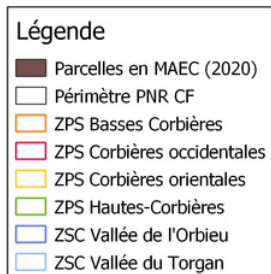 Légende
Parcelles en MAEC (2020)
Périmètre PNR CF
ZPS Basses Corbières
ZPS Corbières occidentales
ZPS Corbières orientales
ZPS Hautes-Corbières
ZSC Vallée de l'Orbieu
ZSC Vallée du Torgan